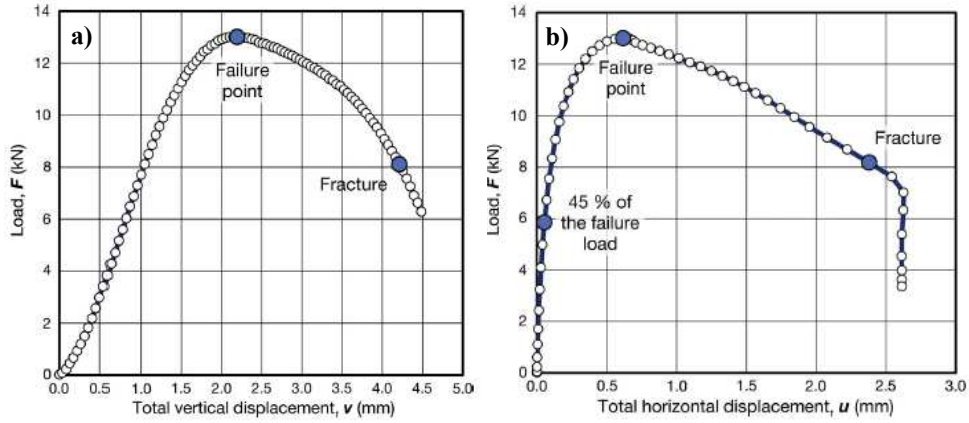 a)
14
12
10
8
6
4
2
0
Load, F (kN)
Failure
point
Fracture
0.0 0.5 1.0 1.5 2.0 2.5 3.0 3.5 4.0 4.5 5.0
Total vertical displacement, v (mm)
b)
14
12
10
8
6
4
2
0
Load, F (kN)
Failure
point
Fracture
45 % of
the failure
load
0.0 0.5 1.0 1.5 2.0 2.5 3.0
Total horizontal displacement, u (mm)